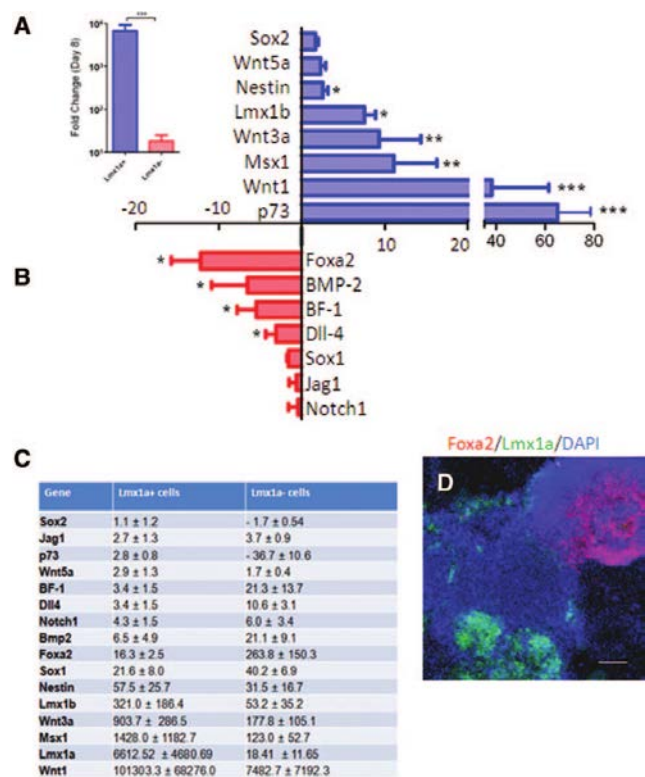 A
Fold Change (Day 8)
10⁴
10³
10²
10¹
***
Lmx1a+
Lmx1a-
Sox2
Wnt5a
Nestin *
Lmx1b *
Wnt3a **
Msx1 **
Wnt1 ***
p73 ***
-20 -10 10 20 40 60 80
B
* Foxa2
* BMP-2
* BF-1
* Dll-4
Sox1
Jag1
Notch1
C
Gene Lmx1a+ cells Lmx1a- cells
Sox2 1.1 ± 1.2 - 1.7 ± 0.54
Jag1 2.7 ± 1.3 3.7 ± 0.9
p73 2.8 ± 0.8 - 36.7 ± 10.6
Wnt5a 2.9 ± 1.3 1.7 ± 0.4
BF-1 3.4 ± 1.5 21.3 ± 13.7
Dll4 3.4 ± 1.5 10.6 ± 3.1
Notch1 4.3 ± 1.5 6.0 ± 3.4
Bmp2 6.5 ± 4.9 21.1 ± 9.1
Foxa2 16.3 ± 2.5 263.8 ± 150.3
Sox1 21.6 ± 8.0 40.2 ± 6.9
Nestin 57.5 ± 25.7 31.5 ± 16.7
Lmx1b 321.0 ± 186.4 53.2 ± 35.2
Wnt3a 903.7 ± 286.5 177.8 ± 105.1
Msx1 1428.0 ± 1182.7 123.0 ± 52.7
Lmx1a 6612.52 ± 4680.69 18.41 ± 11.65
Wnt1 101303.3 ± 68276.0 7482.7 ± 7192.3
Foxa2/Lmx1a/DAPI
D